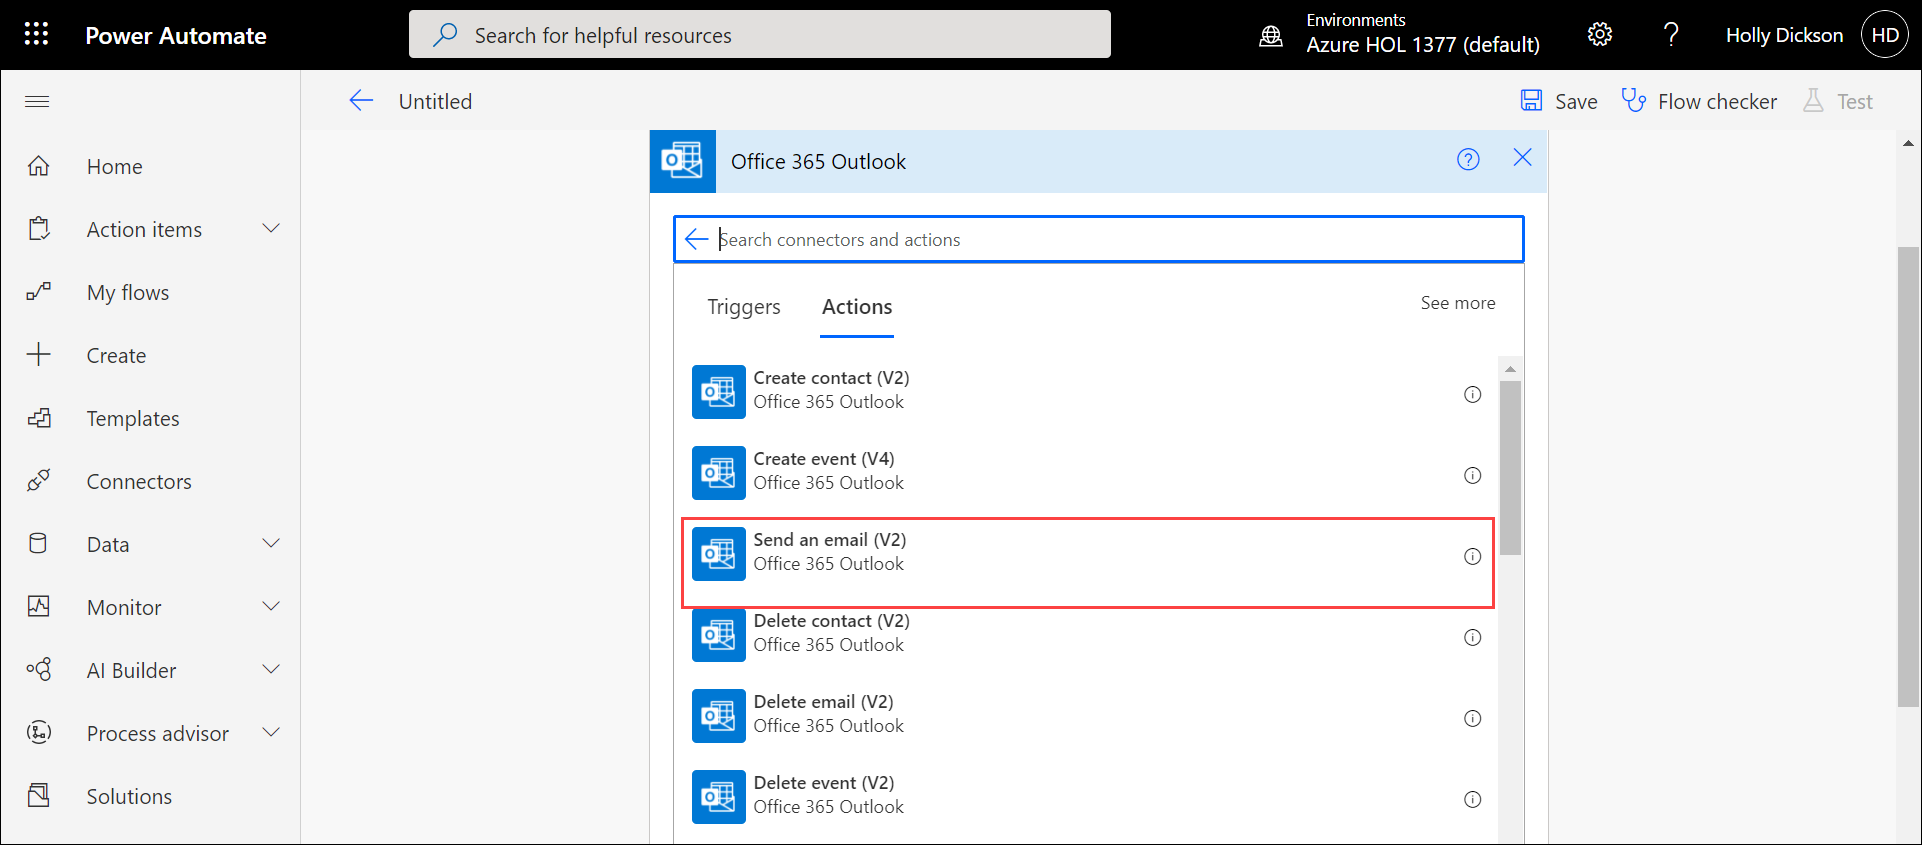 Power Automate
Search for helpful resources
Environments
Azure HOL 1377 (default)
?
Holly Dickson
HD
Untitled
Save
Flow checker
Test
Home
Action items
My flows
Create
Templates
Connectors
Data
Monitor
AI Builder
Process advisor
Solutions
Office 365 Outlook
Search connectors and actions
Triggers
Actions
See more
Create contact (V2)
Office 365 Outlook
Create event (V4)
Office 365 Outlook
Send an email (V2)
Office 365 Outlook
Delete contact (V2)
Office 365 Outlook
Delete email (V2)
Office 365 Outlook
Delete event (V2)
Office 365 Outlook